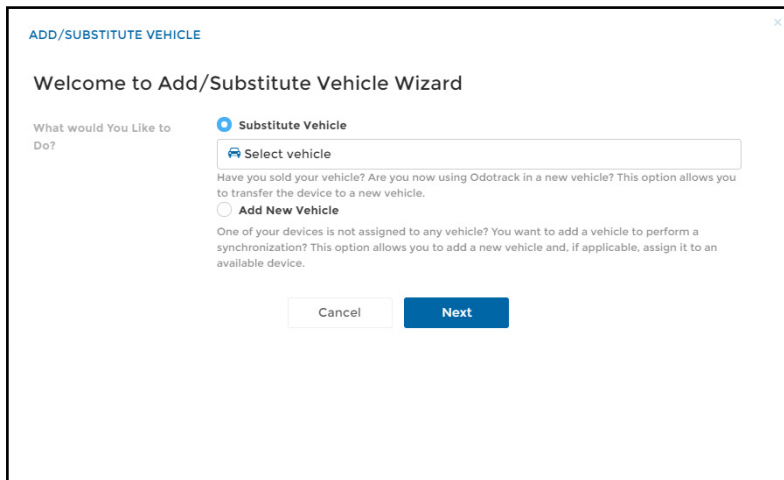 ADD/SUBSTITUTE VEHICLE
×
Welcome to Add/Substitute Vehicle Wizard
What would You Like to
Do?
Substitute Vehicle
Select vehicle
Have you sold your vehicle? Are you now using Odotrack in a new vehicle? This option allows you
to transfer the device to a new vehicle.
Add New Vehicle
One of your devices is not assigned to any vehicle? You want to add a vehicle to perform a
synchronization? This option allows you to add a new vehicle and, if applicable, assign it to an
available device.
Cancel
Next